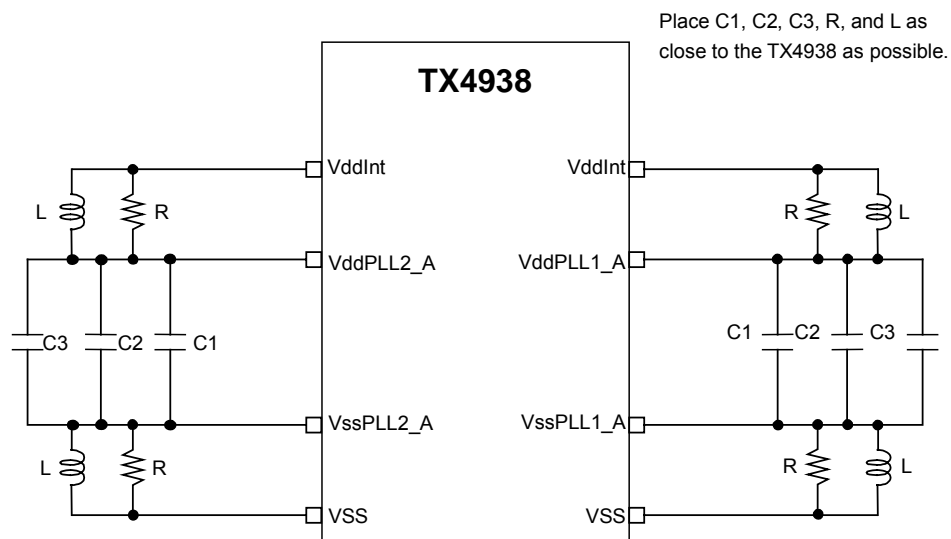 Place C1, C2, C3, R, and L as
close to the TX4938 as possible.
TX4938
VddInt
VddInt
L
R
R
L
VddPLL2_A
VddPLL1_A
C3
C2
C1
C1
C2
C3
VssPLL2_A
VssPLL1_A
L
R
R
L
VSS
VSS